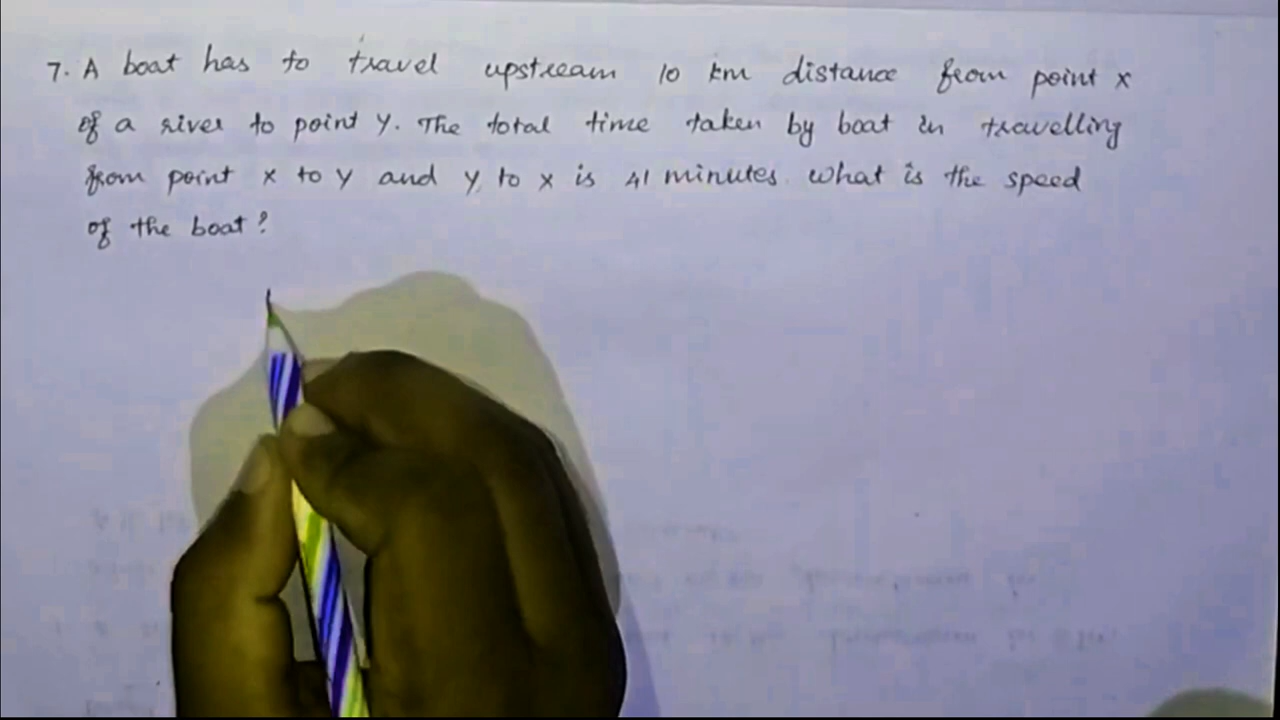 7. A boat has to travel upstream 10 km distance from point x
of a river to point y. The total time taken by boat in travelling
from point x to y and y to x is 41 minutes. What is the speed
of the boat?